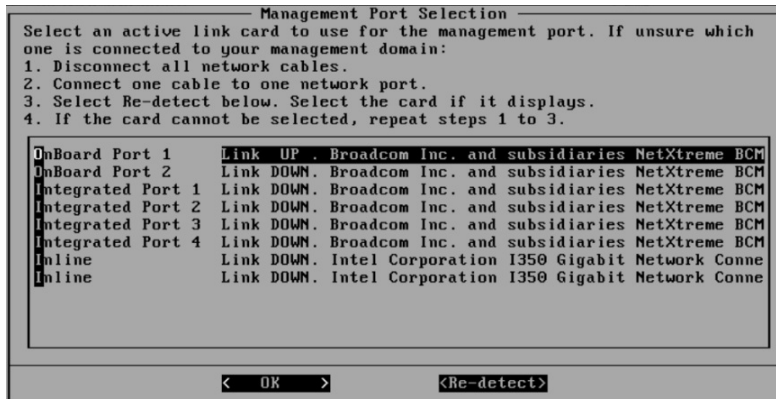 Management Port Selection
Select an active link card to use for the management port. If unsure which
one is connected to your management domain:
1. Disconnect all network cables.
2. Connect one cable to one network port.
3. Select Re-detect below. Select the card if it displays.
4. If the card cannot be selected, repeat steps 1 to 3.
OnBoard Port 1 Link UP . Broadcom Inc. and subsidiaries NetXtreme BCM
OnBoard Port 2 Link DOWN. Broadcom Inc. and subsidiaries NetXtreme BCM
Integrated Port 1 Link DOWN. Broadcom Inc. and subsidiaries NetXtreme BCM
Integrated Port 2 Link DOWN. Broadcom Inc. and subsidiaries NetXtreme BCM
Integrated Port 3 Link DOWN. Broadcom Inc. and subsidiaries NetXtreme BCM
Integrated Port 4 Link DOWN. Broadcom Inc. and subsidiaries NetXtreme BCM
Inline Link DOWN. Intel Corporation I350 Gigabit Network Conne
Inline Link DOWN. Intel Corporation I350 Gigabit Network Conne
< OK > <Re-detect>